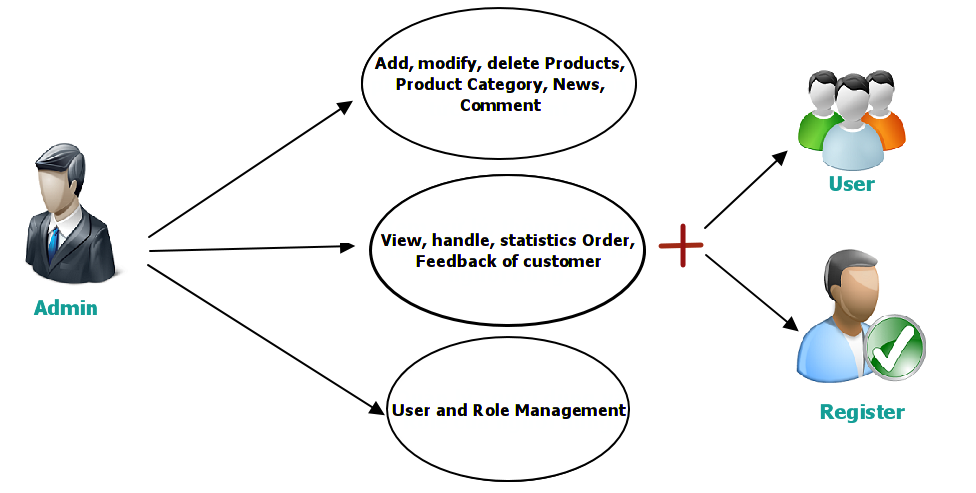 Add, modify, delete Products,
Product Category, News,
Comment
User
View, handle, statistics Order,
Feedback of customer
Admin
User and Role Management
Register